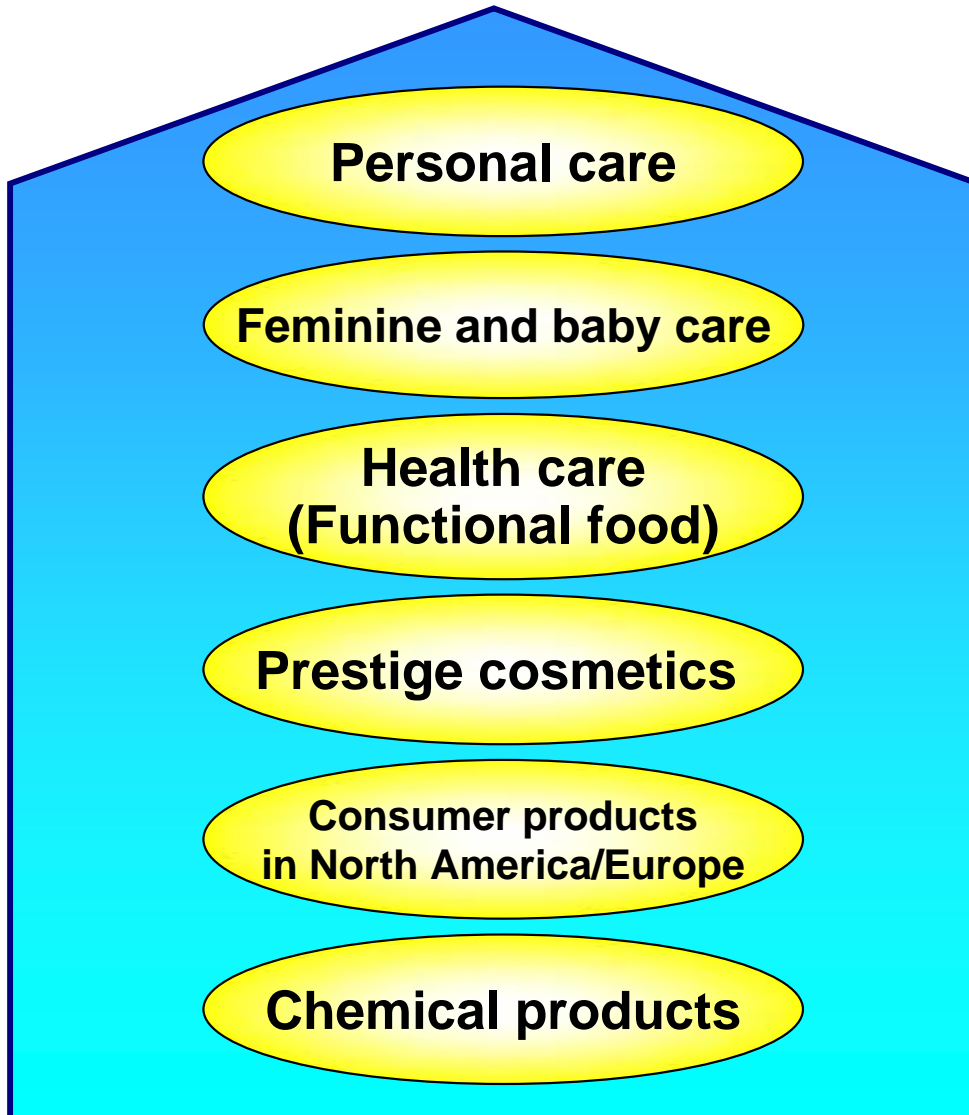 Personal care
Feminine and baby care
Health care
(Functional food)
Prestige cosmetics
Consumer products
in North America/Europe
Chemical products